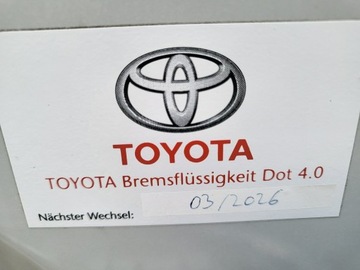 TOYOTA
TOYOTA Bremsflüssigkeit Dot 4.0
Nächster Wechsel: 03/2026